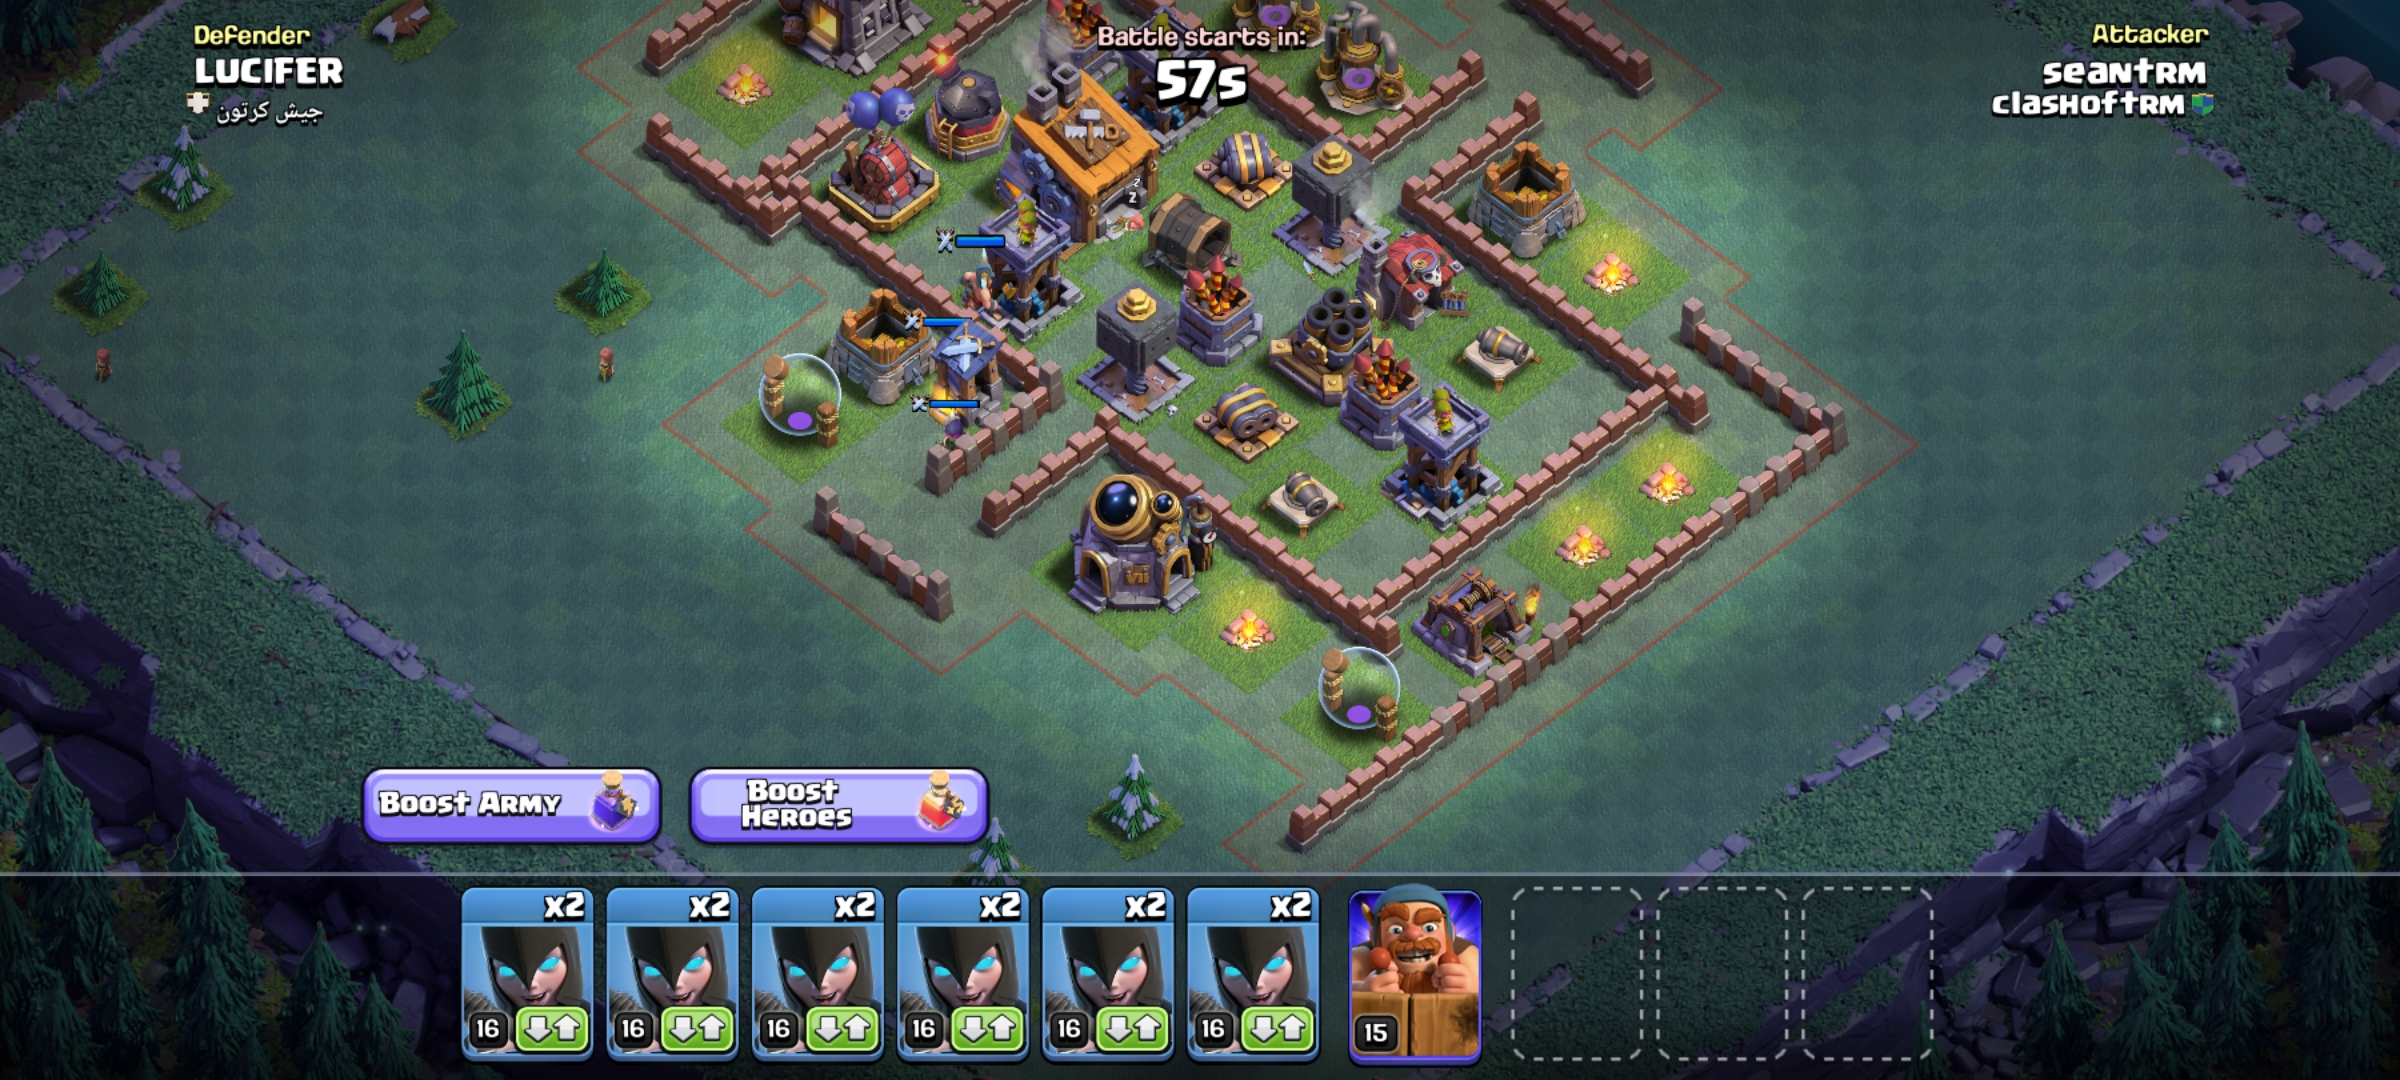 Defender
LUCIFER
جيش كرتون
Battle starts in:
57s
Attacker
seantRM
clashoftRM
z
z
VII
Boost Army
Boost
Heroes
x2
x2
x2
x2
x2
x2
16
16
16
16
16
16
15